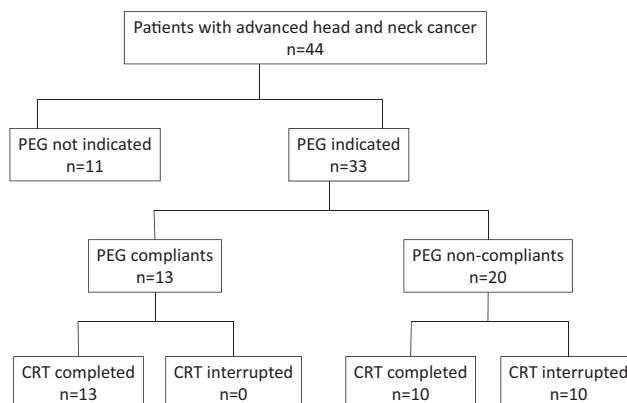 Patients with advanced head and neck cancer
n=44
PEG not indicated
n=11
PEG indicated
n=33
PEG compliants
n=13
PEG non-compliants
n=20
CRT completed
n=13
CRT interrupted
n=0
CRT completed
n=10
CRT interrupted
n=10